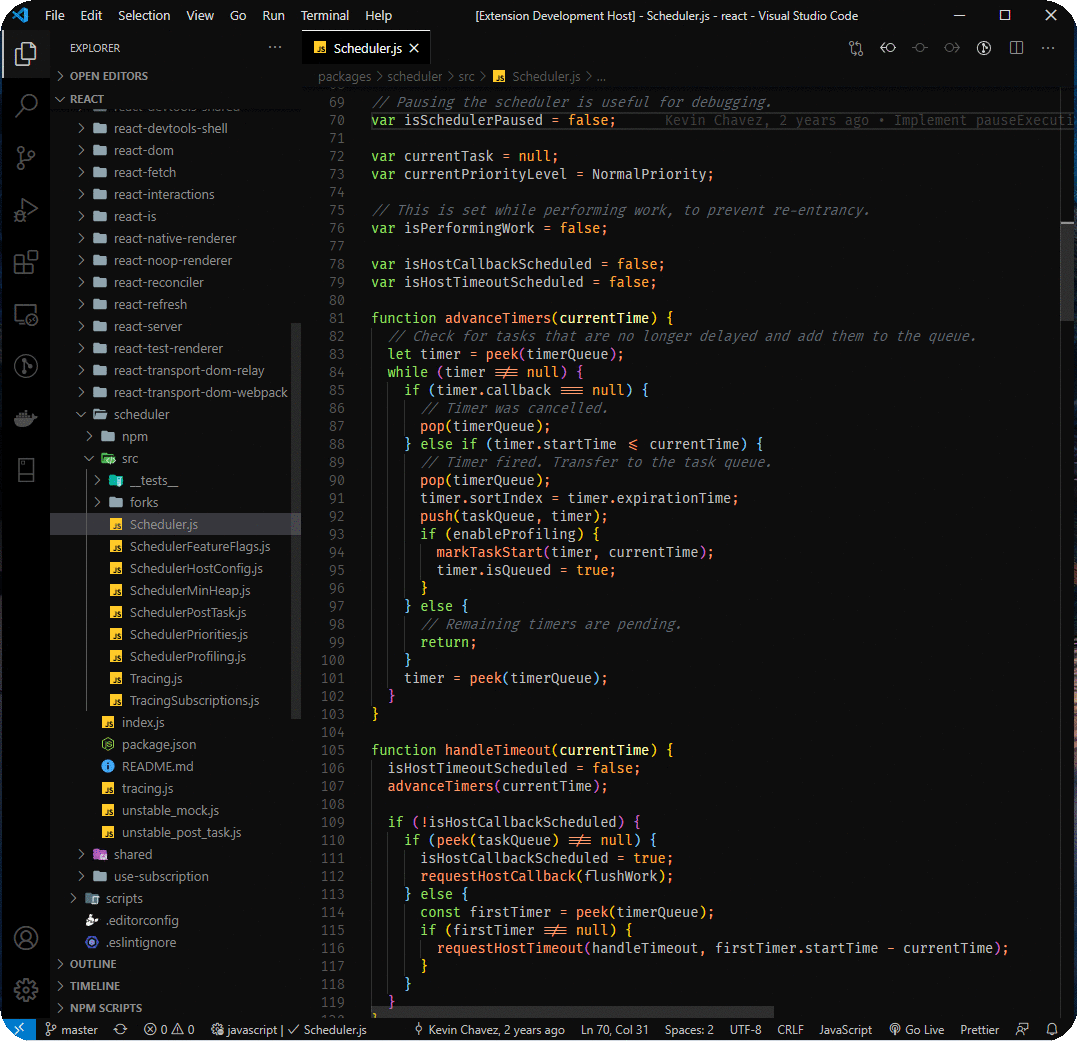 File Edit Selection View Go Run Terminal Help [Extension Development Host] - Scheduler.js - react - Visual Studio Code
EXPLORER
OPEN EDITORS
REACT
react-devtools-shared
react-devtools-shell
react-dom
react-fetch
react-interactions
react-is
react-native-renderer
react-noop-renderer
react-reconciler
react-refresh
react-server
react-test-renderer
react-transport-dom-relay
react-transport-dom-webpack
scheduler
npm
src
__tests__
forks
Scheduler.js
SchedulerFeatureFlags.js
SchedulerHostConfig.js
SchedulerMinHeap.js
SchedulerPostTask.js
SchedulerPriorities.js
SchedulerProfiling.js
Tracing.js
TracingSubscriptions.js
index.js
package.json
README.md
tracing.js
unstable_mock.js
unstable_post_task.js
shared
use-subscription
scripts
.editorconfig
.eslintignore
OUTLINE
TIMELINE
NPM SCRIPTS
JS Scheduler.js
packages > scheduler > src > JS Scheduler.js > ...
69 // Pausing the scheduler is useful for debugging.
70 var isSchedulerPaused = false; Kevin Chavez, 2 years ago • Implement pauseExecuti
71
72 var currentTask = null;
73 var currentPriorityLevel = NormalPriority;
74
75 // This is set while performing work, to prevent re-entrancy.
76 var isPerformingWork = false;
77
78 var isHostCallbackScheduled = false;
79 var isHostTimeoutScheduled = false;
80
81 function advanceTimers(currentTime) {
82 // Check for tasks that are no longer delayed and add them to the queue.
83 let timer = peek(timerQueue);
84 while (timer !== null) {
85 if (timer.callback === null) {
86 // Timer was cancelled.
87 pop(timerQueue);
88 } else if (timer.startTime <= currentTime) {
89 // Timer fired. Transfer to the task queue.
90 pop(timerQueue);
91 timer.sortIndex = timer.expirationTime;
92 push(taskQueue, timer);
93 if (enableProfiling) {
94 markTaskStart(timer, currentTime);
95 timer.isQueued = true;
96 }
97 } else {
98 // Remaining timers are pending.
99 return;
100 }
101 timer = peek(timerQueue);
102 }
103 }
104
105 function handleTimeout(currentTime) {
106 isHostTimeoutScheduled = false;
107 advanceTimers(currentTime);
108
109 if (!isHostCallbackScheduled) {
110 if (peek(taskQueue) !== null) {
111 isHostCallbackScheduled = true;
112 requestHostCallback(flushWork);
113 } else {
114 const firstTimer = peek(timerQueue);
115 if (firstTimer !== null) {
116 requestHostTimeout(handleTimeout, firstTimer.startTime - currentTime);
117 }
118 }
119 }
master 0 0 javascript | Scheduler.js Kevin Chavez, 2 years ago Ln 70, Col 31 Spaces: 2 UTF-8 CRLF JavaScript Go Live Prettier